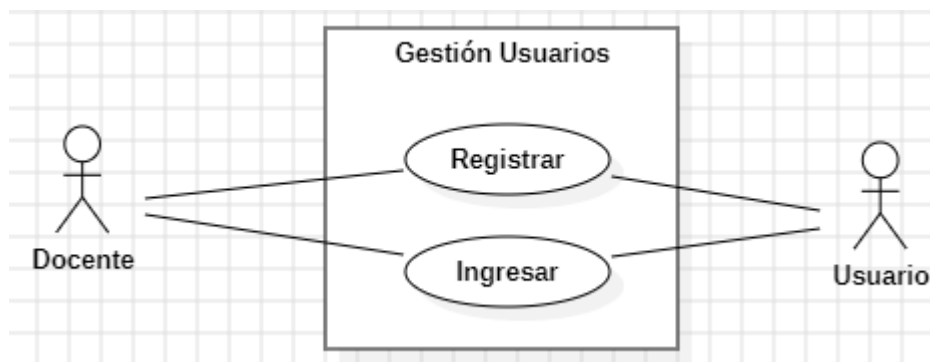 Gestión Usuarios
Registrar
Docente
Ingresar
Usuario